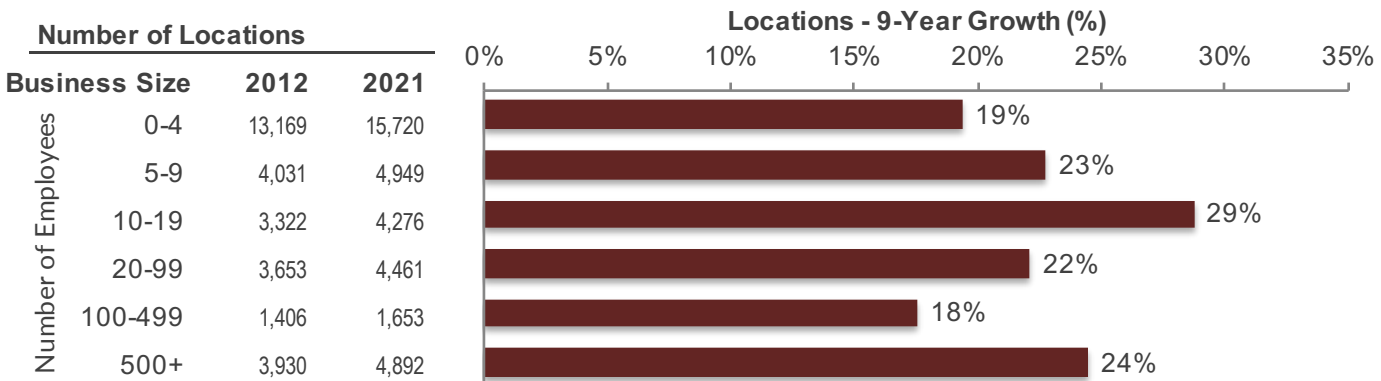 Locations - 9-Year Growth (%)
Number of Locations
0% 5% 10% 15% 20% 25% 30% 35%
Business Size 2012 2021
Number of Employees
0-4 13,169 15,720 19%
5-9 4,031 4,949 23%
10-19 3,322 4,276 29%
20-99 3,653 4,461 22%
100-499 1,406 1,653 18%
500+ 3,930 4,892 24%